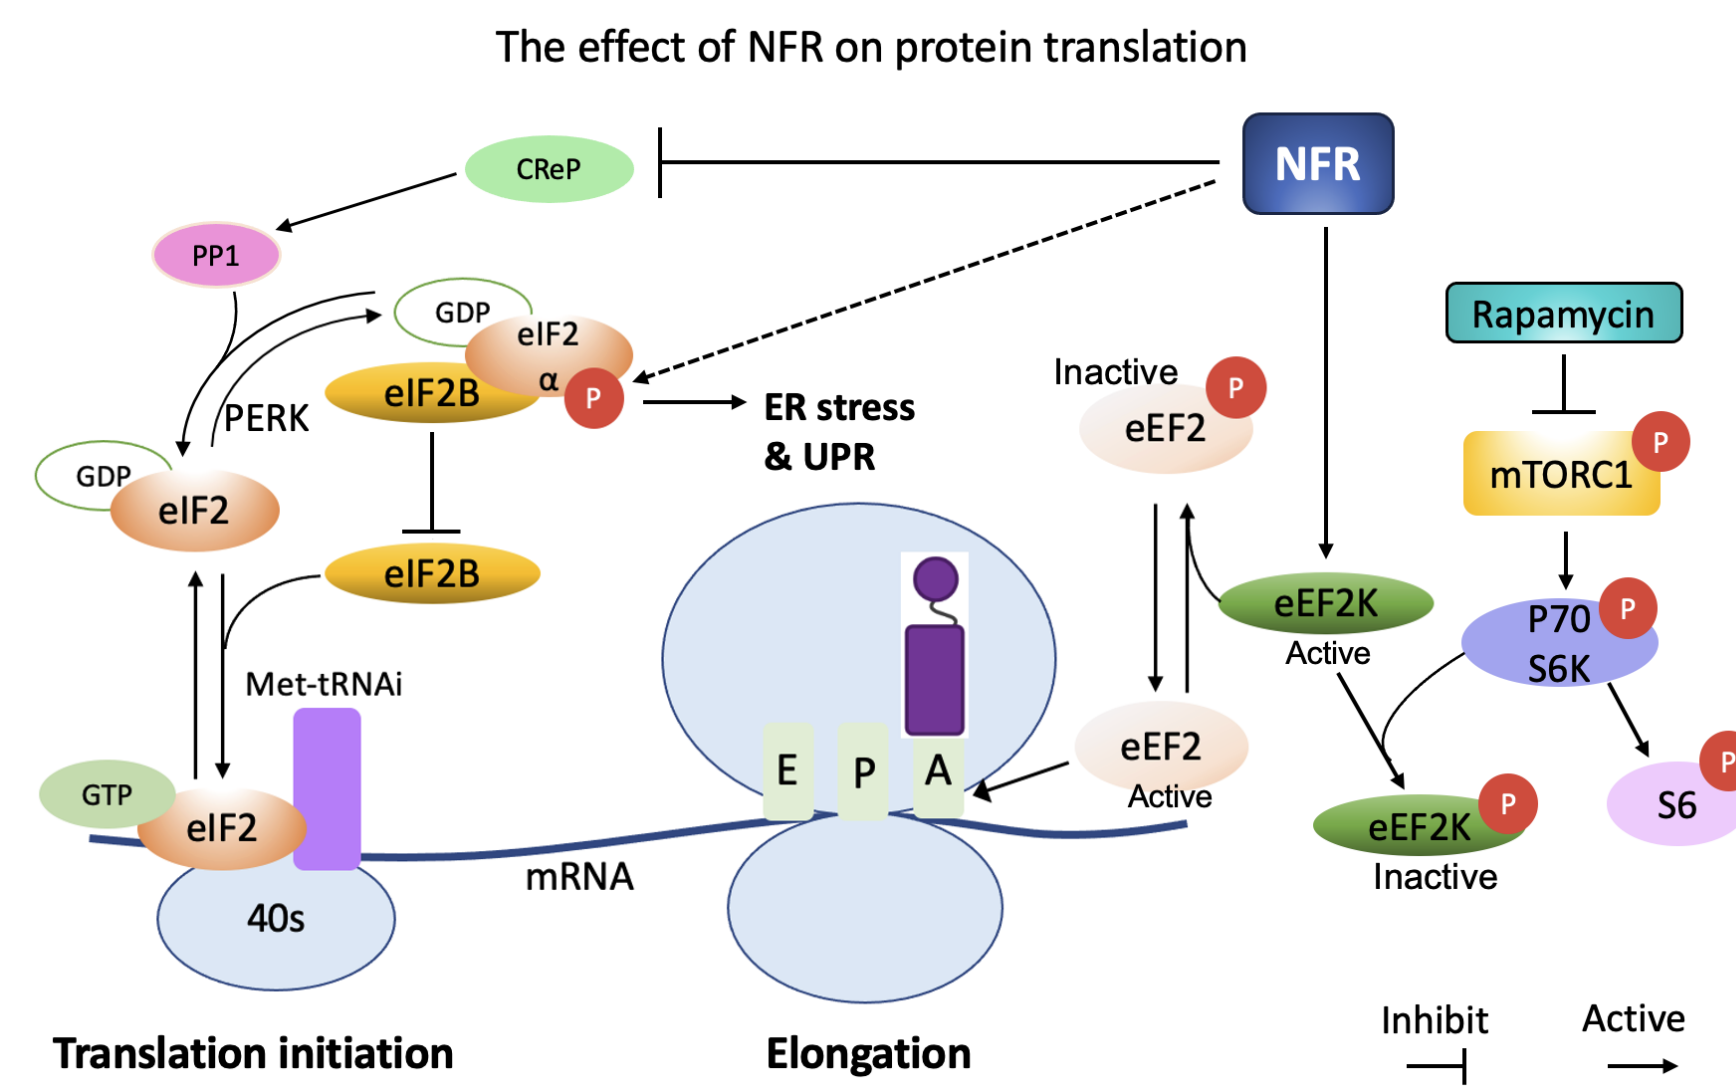 The effect of NFR on protein translation
CReP
NFR
PP1
GDP
eIF2
α
P
eIF2B
PERK
ER stress
& UPR
GDP
eIF2
eIF2B
Met-tRNAi
GTP
eIF2
40s
mRNA
E
P
A
Inactive
P
eEF2
eEF2
Active
Rapamycin
P
mTORC1
eEF2K
Active
P70
S6K
P
P
S6
P
eEF2K
Inactive
Translation initiation
Elongation
Inhibit
Active